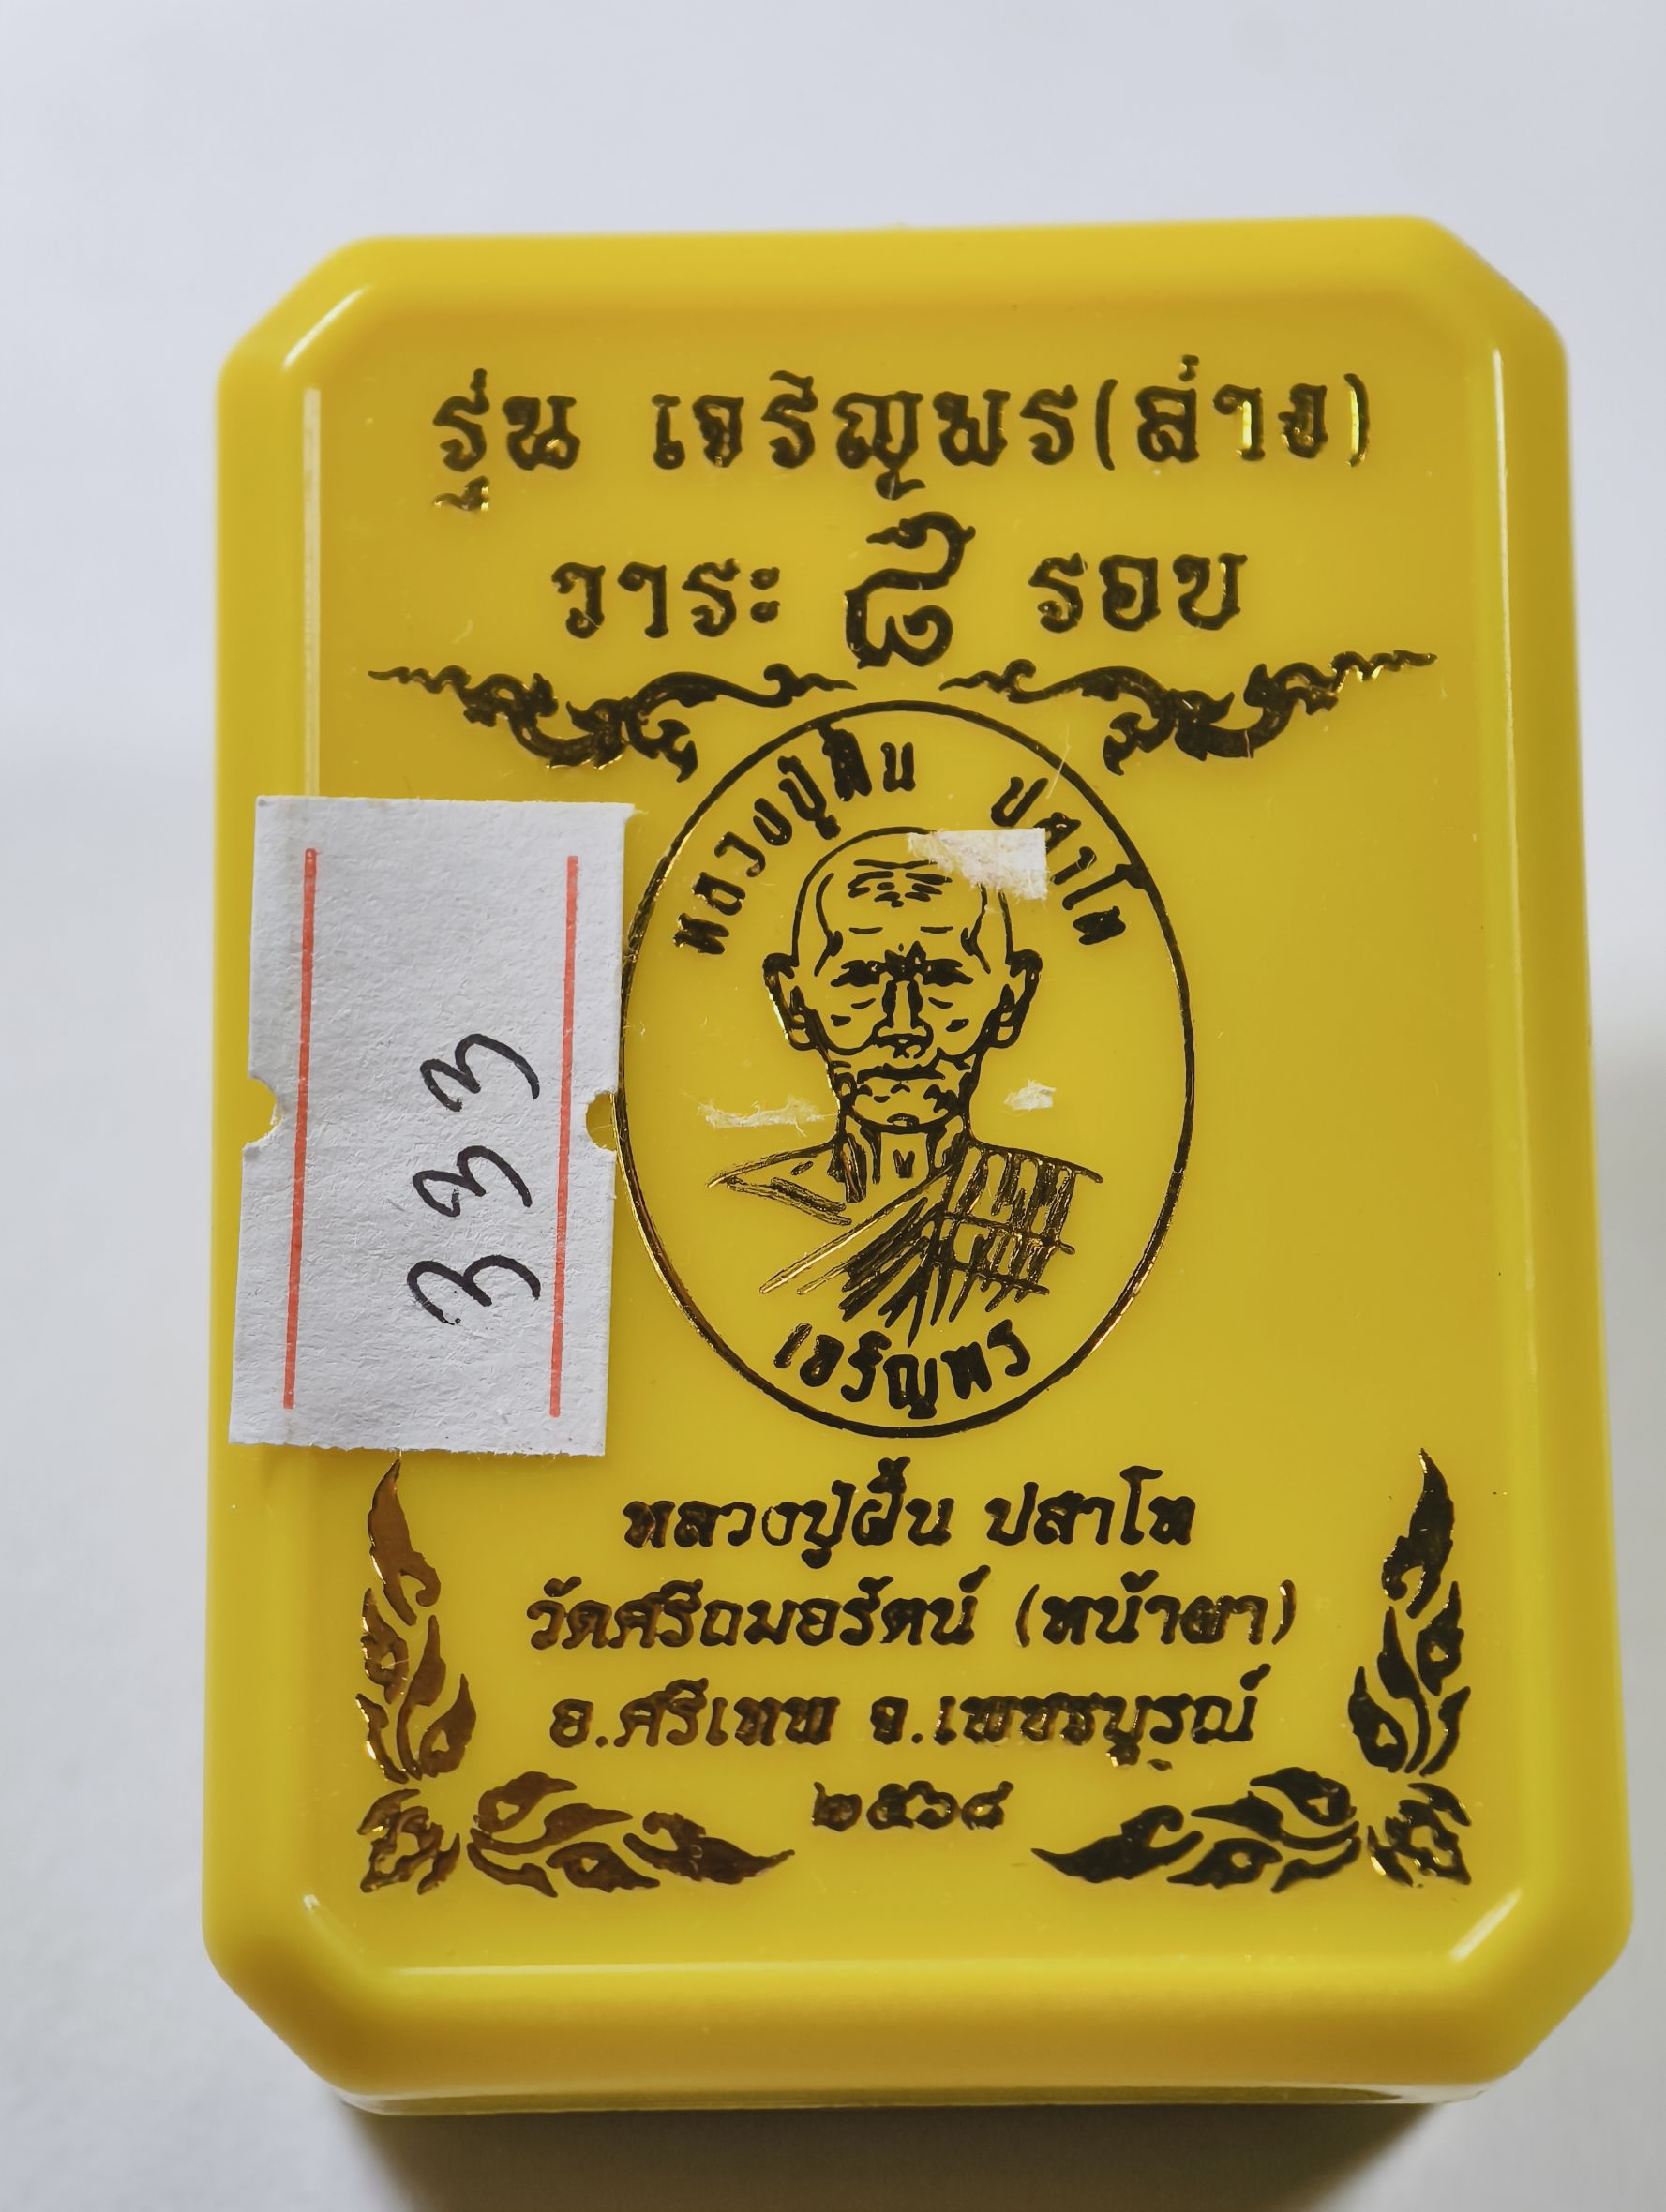 รุ่น เจริญพร(ล่าง)
วาระ ๘ รอบ
หลวงปู่ฝืน ปสาโท
เจริญพร
333
หลวงปู่ฝื้น ปสาโท
วัดศรีถมอรัตน์ (หน้าผา)
อ.ศรีเทพ จ.เพชรบูรณ์
๒๕๖๘